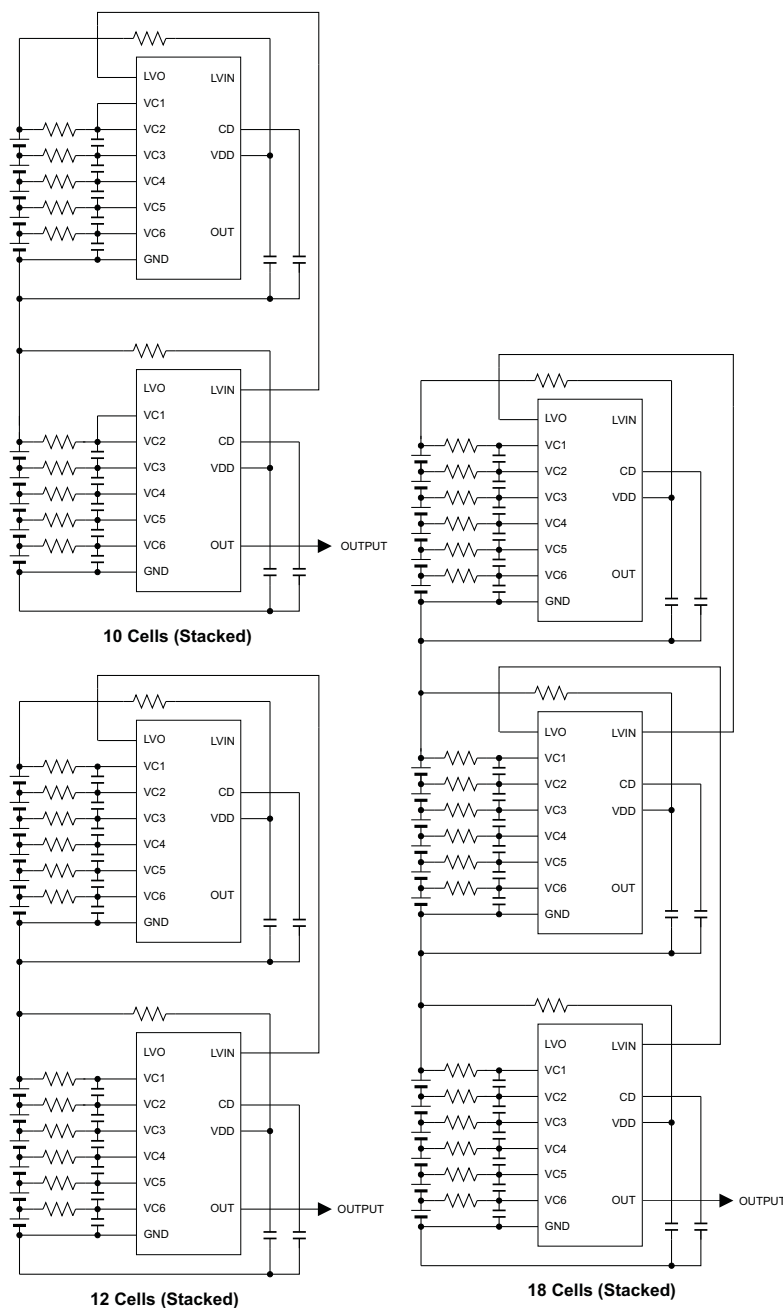 LVO LVIN
VC1
VC2 CD
VC3 VDD
VC4
VC5
VC6 OUT
GND
LVO LVIN
VC1
VC2 CD
VC3 VDD
VC4
VC5
VC6 OUT OUTPUT
GND
10 Cells (Stacked)
LVO LVIN
VC1
VC2 CD
VC3 VDD
VC4
VC5
VC6 OUT
GND
LVO LVIN
VC1
VC2 CD
VC3 VDD
VC4
VC5
VC6 OUT OUTPUT
GND
12 Cells (Stacked)
LVO LVIN
VC1
VC2 CD
VC3 VDD
VC4
VC5
VC6 OUT
GND
LVO LVIN
VC1
VC2 CD
VC3 VDD
VC4
VC5
VC6 OUT
GND
LVO LVIN
VC1
VC2 CD
VC3 VDD
VC4
VC5
VC6 OUT OUTPUT
GND
18 Cells (Stacked)